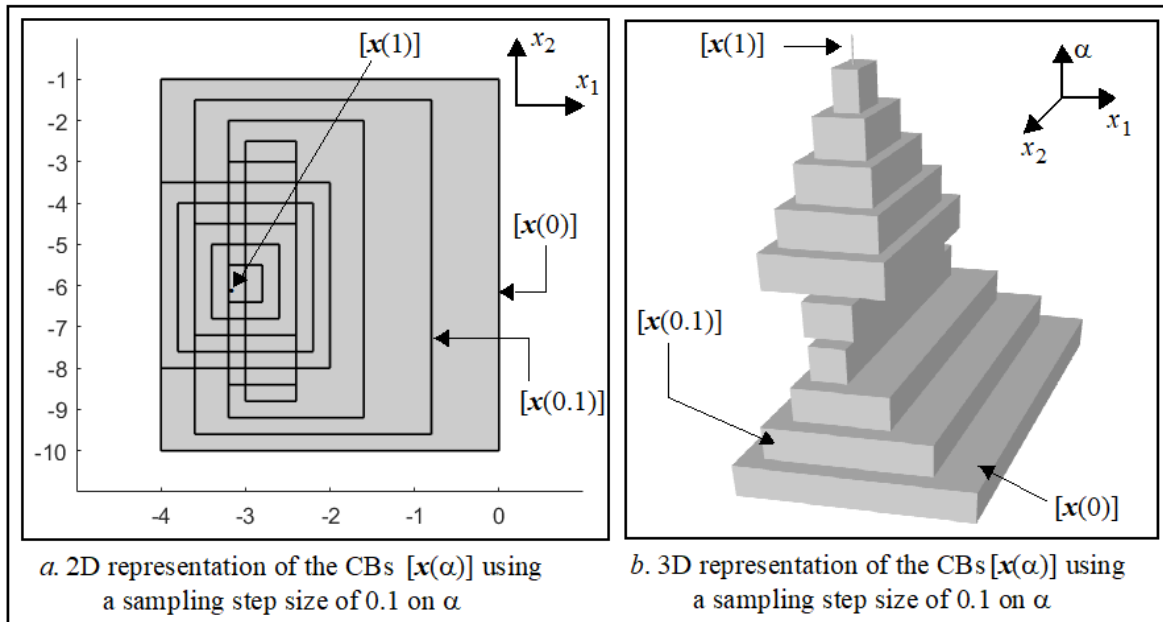 [x(1)]
x2
x1
-1
-2
-3
-4
-5
-6
-7
-8
-9
-10
-4
-3
-2
-1
0
[x(0)]
[x(0.1)]
a. 2D representation of the CBs [x(α)] using
a sampling step size of 0.1 on α
[x(1)]
α
x1
x2
[x(0.1)]
[x(0)]
b. 3D representation of the CBs [x(α)] using
a sampling step size of 0.1 on α